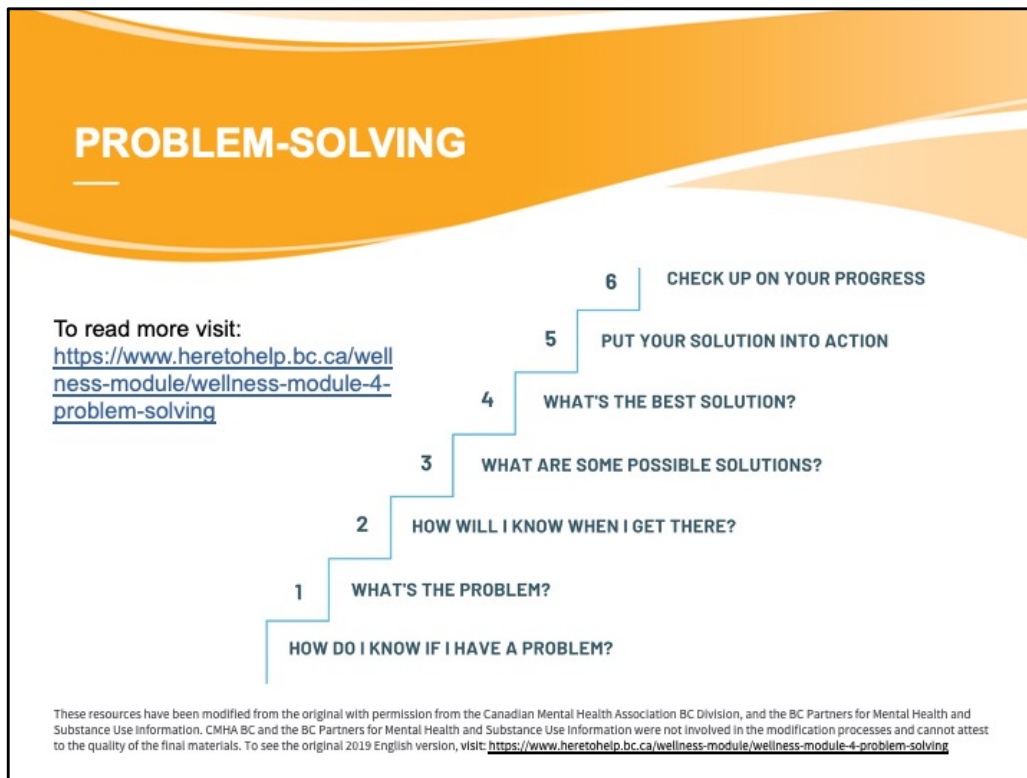 PROBLEM-SOLVING
To read more visit:
https://www.heretohelp.bc.ca/well
ness-module/wellness-module-4-
problem-solving
6 CHECK UP ON YOUR PROGRESS
5 PUT YOUR SOLUTION INTO ACTION
4 WHAT'S THE BEST SOLUTION?
3 WHAT ARE SOME POSSIBLE SOLUTIONS?
2 HOW WILL I KNOW WHEN I GET THERE?
1 WHAT'S THE PROBLEM?
HOW DO I KNOW IF I HAVE A PROBLEM?
These resources have been modified from the original with permission from the Canadian Mental Health Association BC Division, and the BC Partners for Mental Health and
Substance Use Information. CMHA BC and the BC Partners for Mental Health and Substance Use Information were not involved in the modification processes and cannot attest
to the quality of the final materials. To see the original 2019 English version, visit: https://www.heretohelp.bc.ca/wellness-module/wellness-module-4-problem-solving